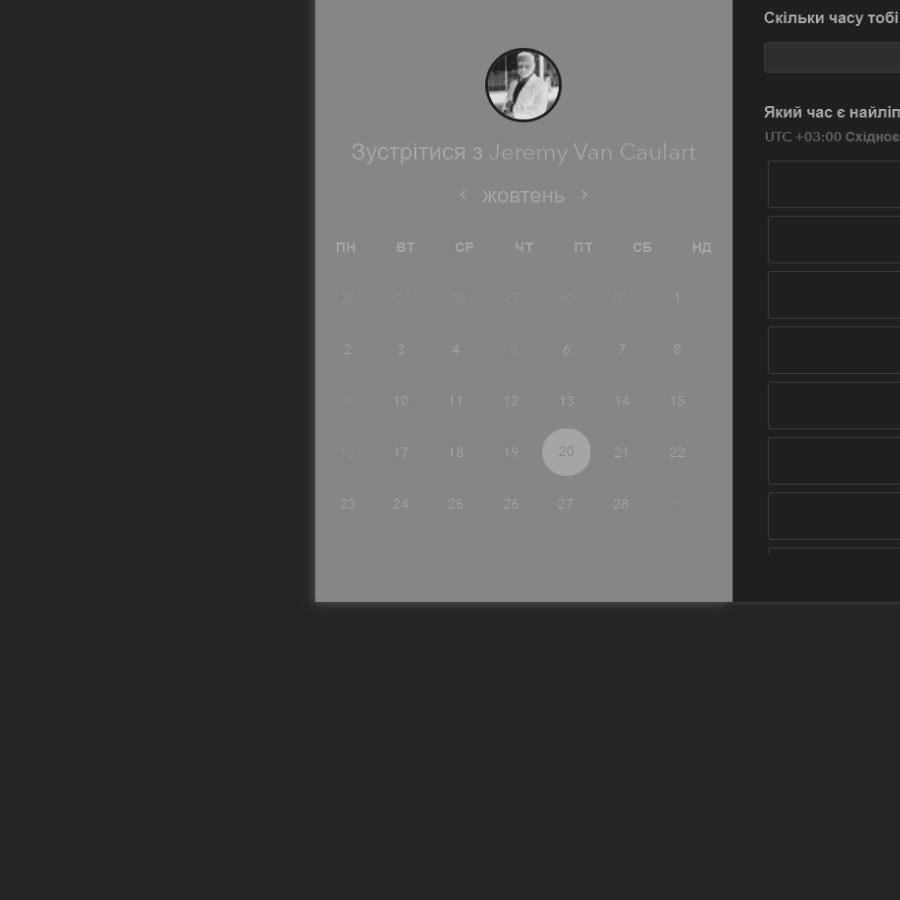 Зустрітися з Jeremy Van Caulart
‹ жовтень ›
ПН ВТ СР ЧТ ПТ СБ НД
26 27 28 29 30 31 1
2 3 4 5 6 7 8
9 10 11 12 13 14 15
16 17 18 19 20 21 22
23 24 25 26 27 28 1
Скільки часу тобі
Який час є найліп
UTC +03:00 Східноє